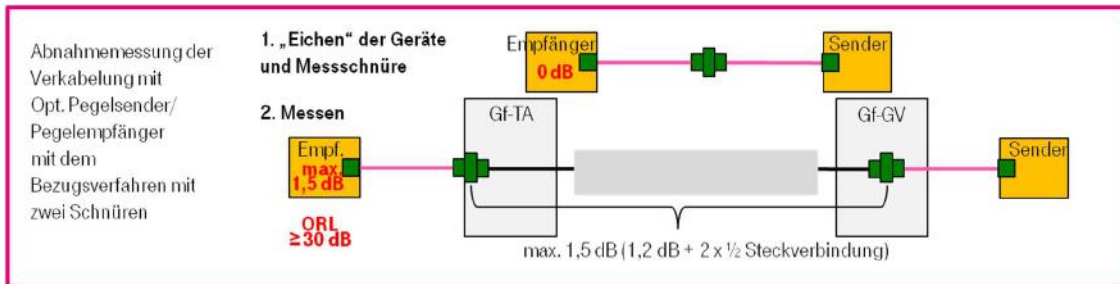 Abnahmemessung der
Verkabelung mit
Opt. Pegelsender/
Pegelempfänger
mit dem
Bezugsverfahren mit
zwei Schnüren
1. „Eichen“ der Geräte
und Messschnüre
Empfänger
0 dB
Sender
2. Messen
Gf-TA
Gf-GV
Empf.
max.
1,5 dB
Sender
ORL
≥30 dB
max. 1,5 dB (1,2 dB + 2 x ½ Steckverbindung)